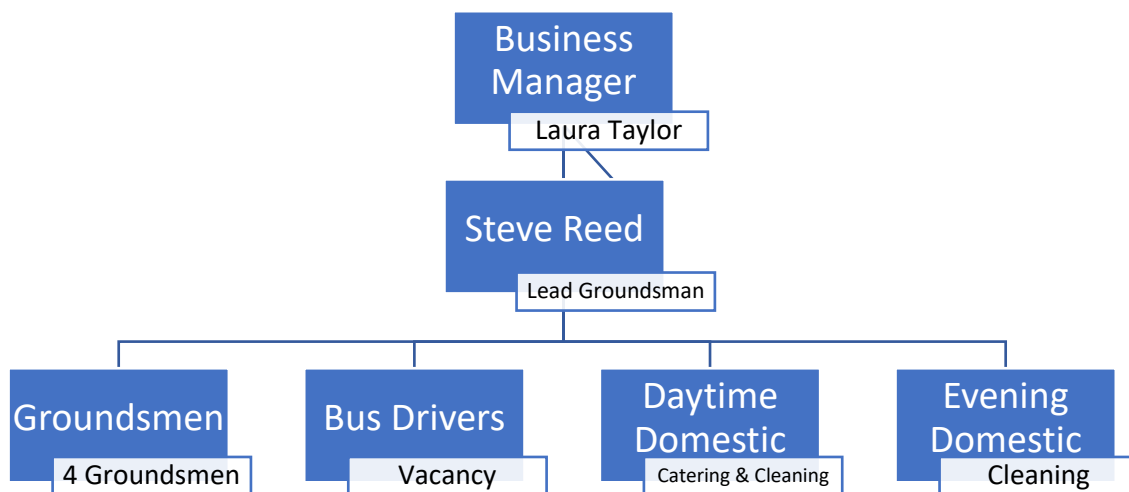 Business
Manager
Laura Taylor
Steve Reed
Lead Groundsman
Groundsmen
4 Groundsmen
Bus Drivers
Vacancy
Daytime
Domestic
Catering & Cleaning
Evening
Domestic
Cleaning